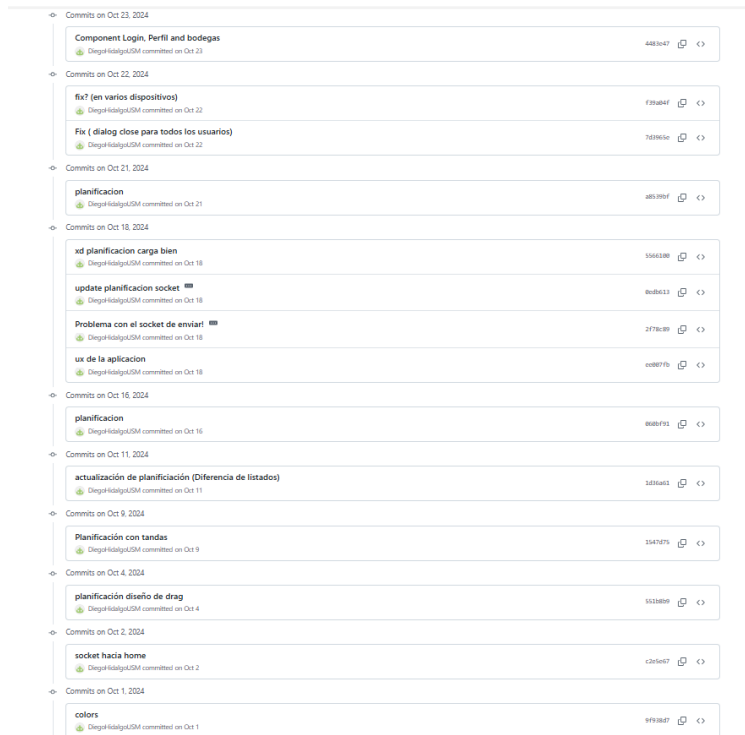 Commits on Oct 23, 2024
Component Login, Perfil and bodegas
DiegoHidalgoUSM committed on Oct 23
4483e47
Commits on Oct 22, 2024
fix? (en varios dispositivos)
DiegoHidalgoUSM committed on Oct 22
f39a04f
Fix ( dialog close para todos los usuarios)
DiegoHidalgoUSM committed on Oct 22
7d3965e
Commits on Oct 21, 2024
planificacion
DiegoHidalgoUSM committed on Oct 21
a8539bf
Commits on Oct 18, 2024
xd planificacion carga bien
DiegoHidalgoUSM committed on Oct 18
5566100
update planificacion socket
DiegoHidalgoUSM committed on Oct 18
0edb613
Problema con el socket de enviar!
DiegoHidalgoUSM committed on Oct 18
2f78c09
ux de la aplicacion
DiegoHidalgoUSM committed on Oct 18
ee007fb
Commits on Oct 16, 2024
planificacion
DiegoHidalgoUSM committed on Oct 16
060bf91
Commits on Oct 11, 2024
actualización de planificiación (Diferencia de listados)
DiegoHidalgoUSM committed on Oct 11
1d36a61
Commits on Oct 9, 2024
Planificación con tandas
DiegoHidalgoUSM committed on Oct 9
1547d75
Commits on Oct 4, 2024
planificación diseño de drag
DiegoHidalgoUSM committed on Oct 4
551b8b9
Commits on Oct 2, 2024
socket hacia home
DiegoHidalgoUSM committed on Oct 2
c2e5e67
Commits on Oct 1, 2024
colors
DiegoHidalgoUSM committed on Oct 1
9f938d7